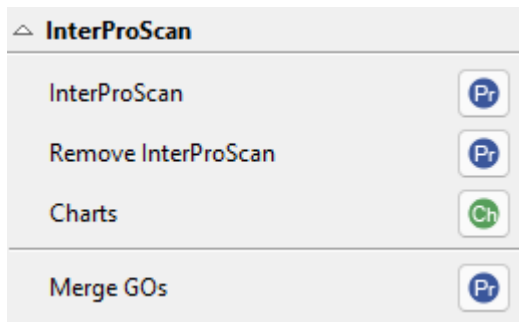 InterProScan
InterProScan Pr
Remove InterProScan Pr
Charts Ch
Merge GOs Pr